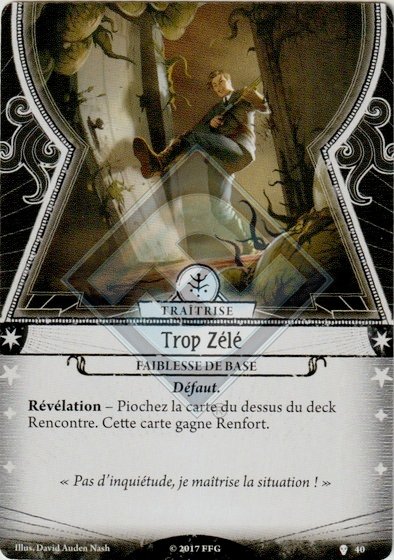 TRAÎTRISE
Trop Zélé
FAIBLESSE DE BASE
Défaut.
Révélation – Piochez la carte du dessus du deck
Rencontre. Cette carte gagne Renfort.
« Pas d'inquiétude, je maîtrise la situation ! »
Illus. David Auden Nash © 2017 FFG 40